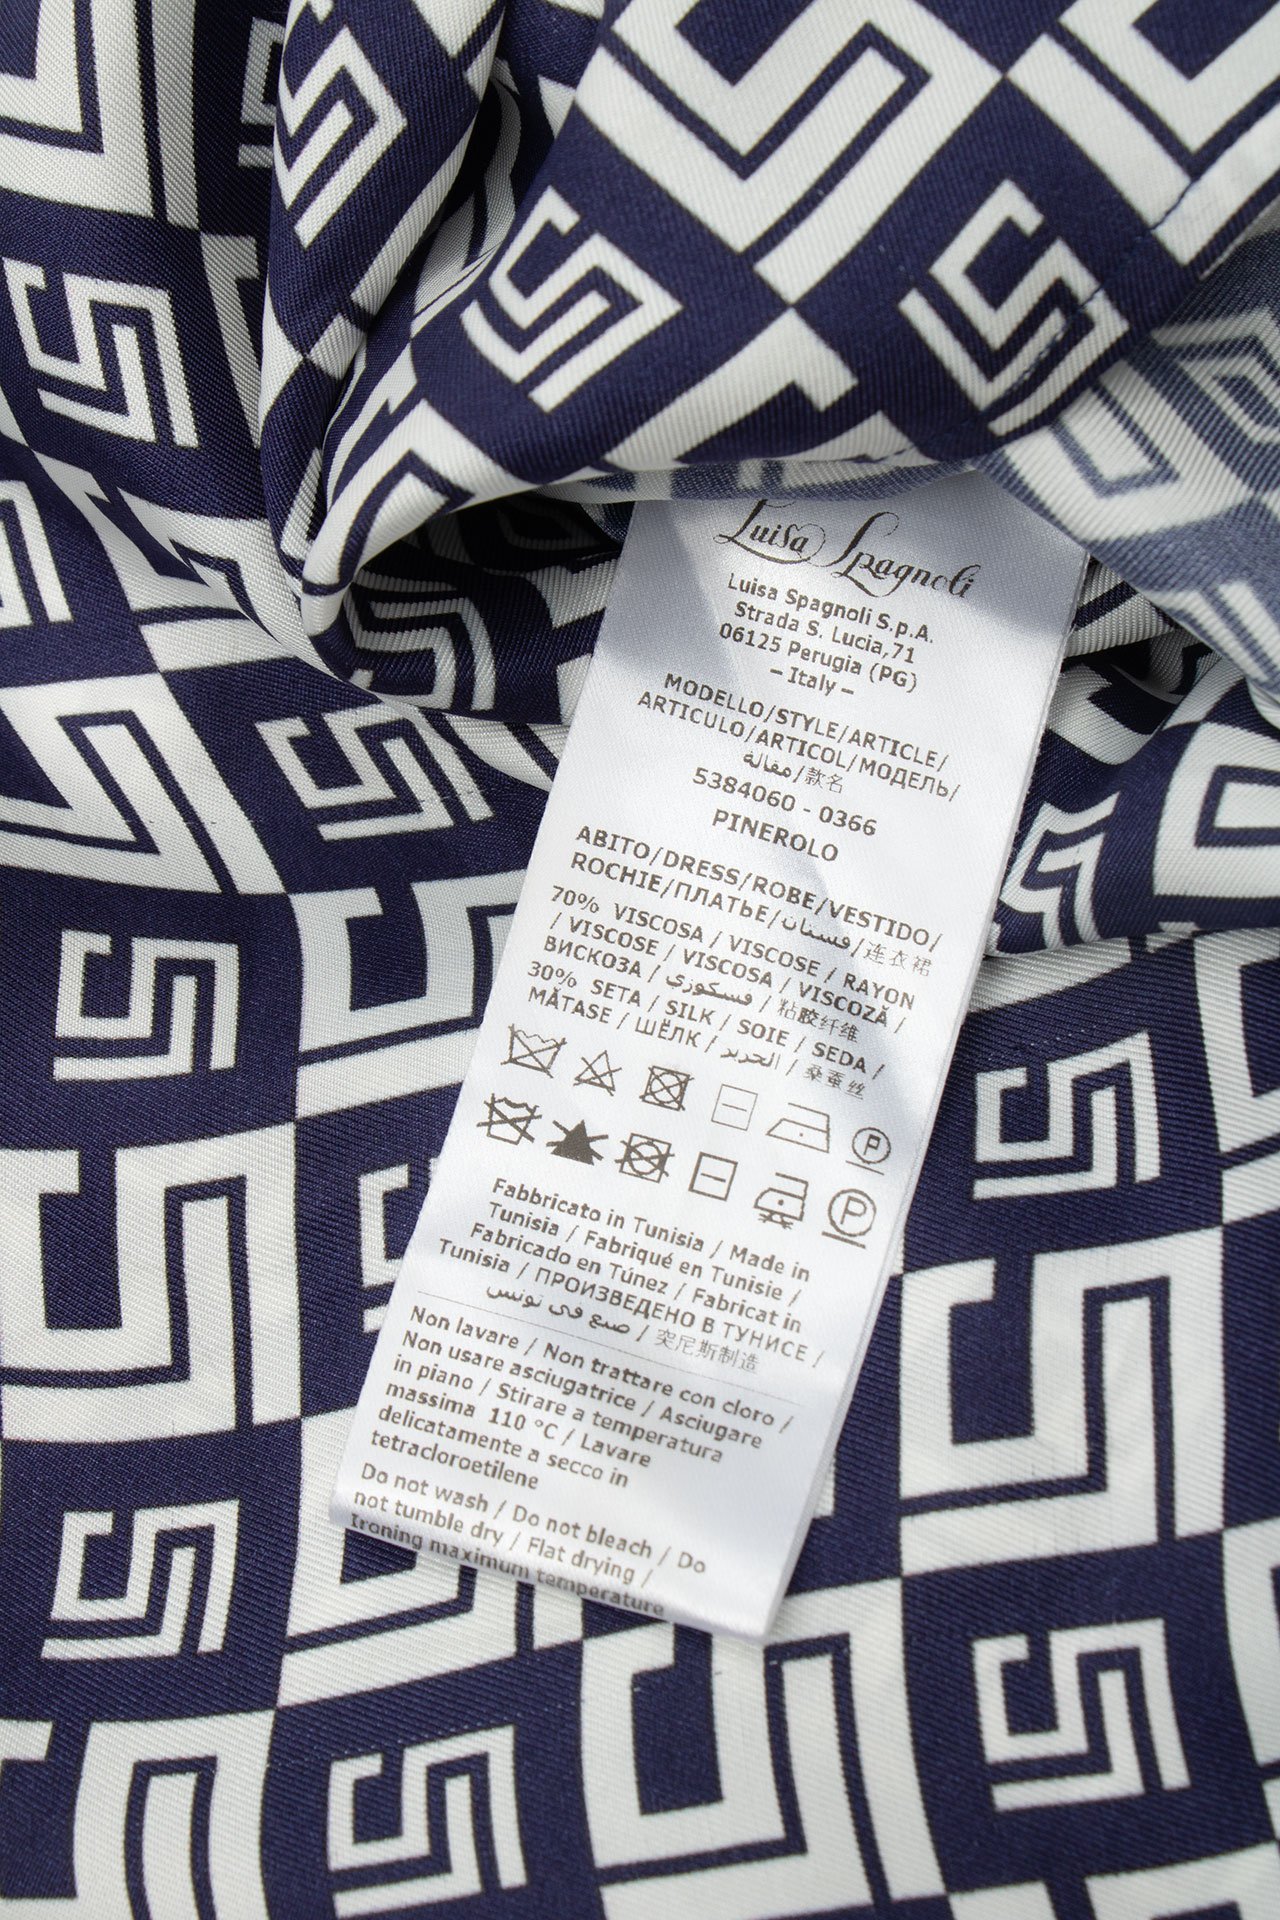 Luisa Spagnoli
Luisa Spagnoli S.p.A.
Strada S. Lucia,71
06125 Perugia (PG)
– Italy –
MODELLO/STYLE/ARTICLE/
ARTICULO/ARTICOL/МОДЕЛЬ/
مقالة/款名
5384060 - 0366
PINEROLO
ABITO/DRESS/ROBE/VESTIDO/
ROCHIE/ПЛАТЬЕ/فستان/连衣裙
70% VISCOSA / VISCOSE / RAYON
/ VISCOSE / VISCOSA / VISCOZĂ /
ВИСКОЗА / فسكوزي / 粘胶纤维
30% SETA / SILK / SOIE / SEDA /
MĂTASE / ШЁЛК / الحرير / 桑蚕丝
P
P
Fabbricato in Tunisia / Made in
Tunisia / Fabriqué en Tunisie /
Fabricado en Túnez / Fabricat in
Tunisia / ПРОИЗВЕДЕНО В ТУНИСЕ /
صنع في تونس / 突尼斯制造
Non lavare / Non trattare con cloro /
Non usare asciugatrice / Asciugare
in piano / Stirare a temperatura
massima 110 °C / Lavare
delicatamente a secco in
tetracloroetilene
Do not wash / Do not bleach / Do
not tumble dry / Flat drying /
Ironing maximum temperature